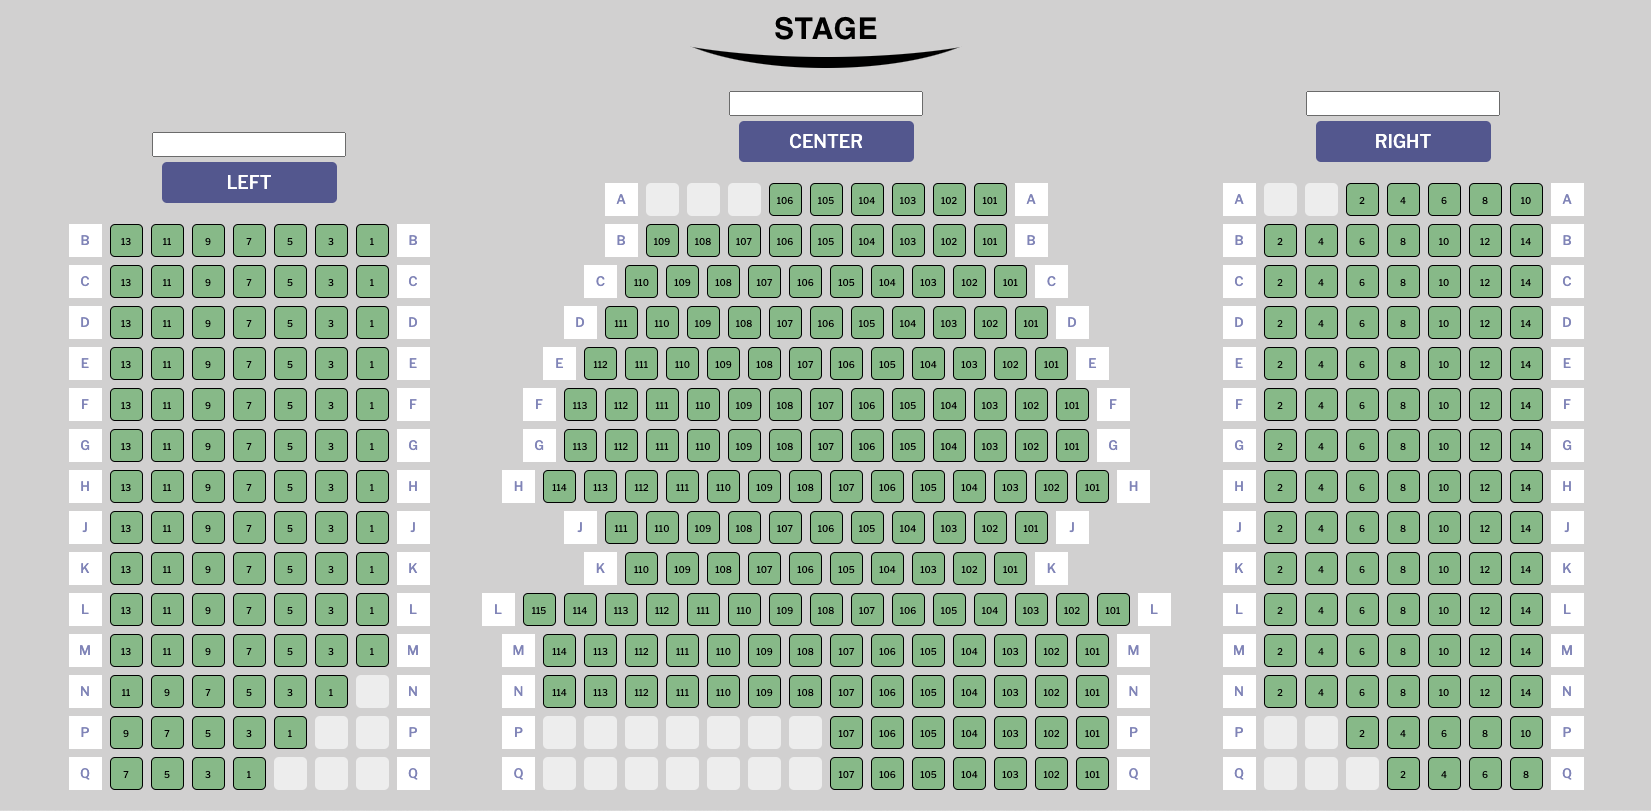 STAGE
CENTER RIGHT
LEFT
A 106 105 104 103 102 101 A A 2 4 6 8 10 A
B 13 11 9 7 5 3 1 B B 109 108 107 106 105 104 103 102 101 B B 2 4 6 8 10 12 14 B
C 13 11 9 7 5 3 1 C C 110 109 108 107 106 105 104 103 102 101 C C 2 4 6 8 10 12 14 C
D 13 11 9 7 5 3 1 D D 111 110 109 108 107 106 105 104 103 102 101 D D 2 4 6 8 10 12 14 D
E 13 11 9 7 5 3 1 E E 112 111 110 109 108 107 106 105 104 103 102 101 E E 2 4 6 8 10 12 14 E
F 13 11 9 7 5 3 1 F F 113 112 111 110 109 108 107 106 105 104 103 102 101 F F 2 4 6 8 10 12 14 F
G 13 11 9 7 5 3 1 G G 113 112 111 110 109 108 107 106 105 104 103 102 101 G G 2 4 6 8 10 12 14 G
H 13 11 9 7 5 3 1 H H 114 113 112 111 110 109 108 107 106 105 104 103 102 101 H H 2 4 6 8 10 12 14 H
J 13 11 9 7 5 3 1 J J 111 110 109 108 107 106 105 104 103 102 101 J J 2 4 6 8 10 12 14 J
K 13 11 9 7 5 3 1 K K 110 109 108 107 106 105 104 103 102 101 K K 2 4 6 8 10 12 14 K
L 13 11 9 7 5 3 1 L L 115 114 113 112 111 110 109 108 107 106 105 104 103 102 101 L L 2 4 6 8 10 12 14 L
M 13 11 9 7 5 3 1 M M 114 113 112 111 110 109 108 107 106 105 104 103 102 101 M M 2 4 6 8 10 12 14 M
N 11 9 7 5 3 1 N N 114 113 112 111 110 109 108 107 106 105 104 103 102 101 N N 2 4 6 8 10 12 14 N
P 9 7 5 3 1 P P 107 106 105 104 103 102 101 P P 2 4 6 8 10 P
Q 7 5 3 1 Q Q 107 106 105 104 103 102 101 Q Q 2 4 6 8 Q